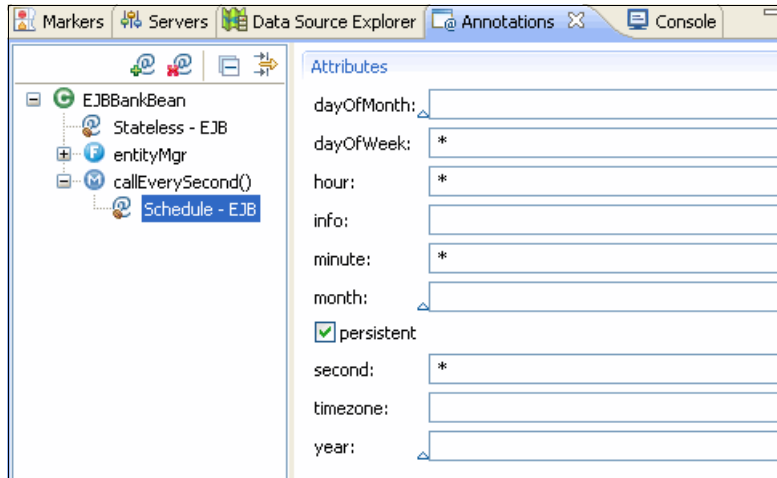 Markers Servers Data Source Explorer Annotations Console
Attributes
EJBBankBean
Stateless - EJB
entityMgr
callEverySecond()
Schedule - EJB
dayOfMonth:
dayOfWeek: *
hour: *
info:
minute: *
month:
persistent
second: *
timezone:
year: